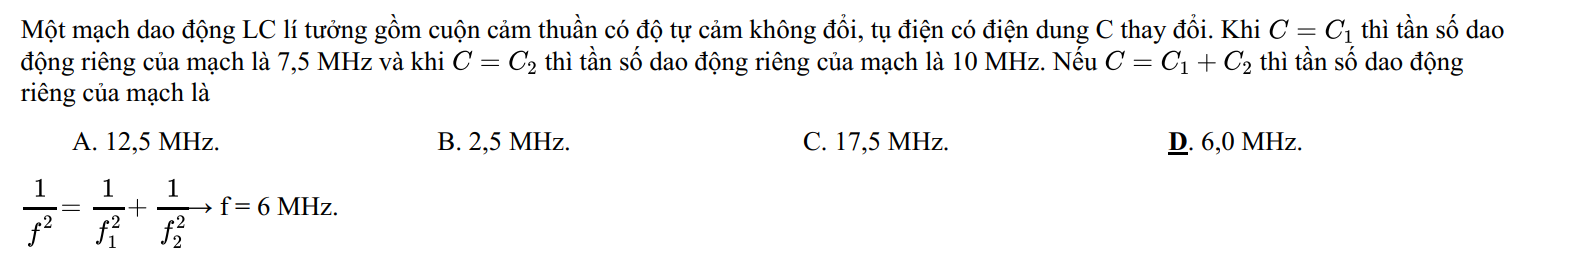 Một mạch dao động LC lí tưởng gồm cuộn cảm thuần có độ tự cảm không đổi, tụ điện có điện dung C thay đổi. Khi $C = C_1$ thì tần số dao
động riêng của mạch là 7,5 MHz và khi $C = C_2$ thì tần số dao động riêng của mạch là 10 MHz. Nếu $C = C_1 + C_2$ thì tần số dao động
riêng của mạch là
A. 12,5 MHz. B. 2,5 MHz. C. 17,5 MHz. D. 6,0 MHz.
$\frac{1}{f^2} = \frac{1}{f_1^2} + \frac{1}{f_2^2} \rightarrow$ f = 6 MHz.